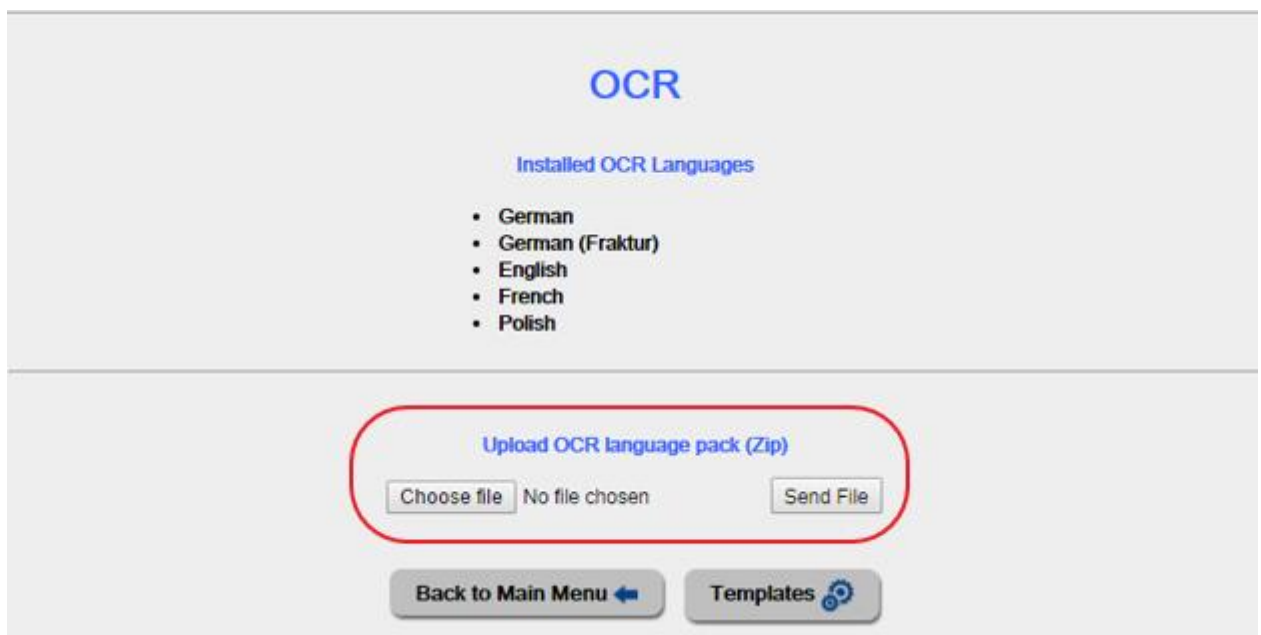 OCR
Installed OCR Languages
• German
• German (Fraktur)
• English
• French
• Polish
Upload OCR language pack (Zip)
Choose file No file chosen Send File
Back to Main Menu Templates